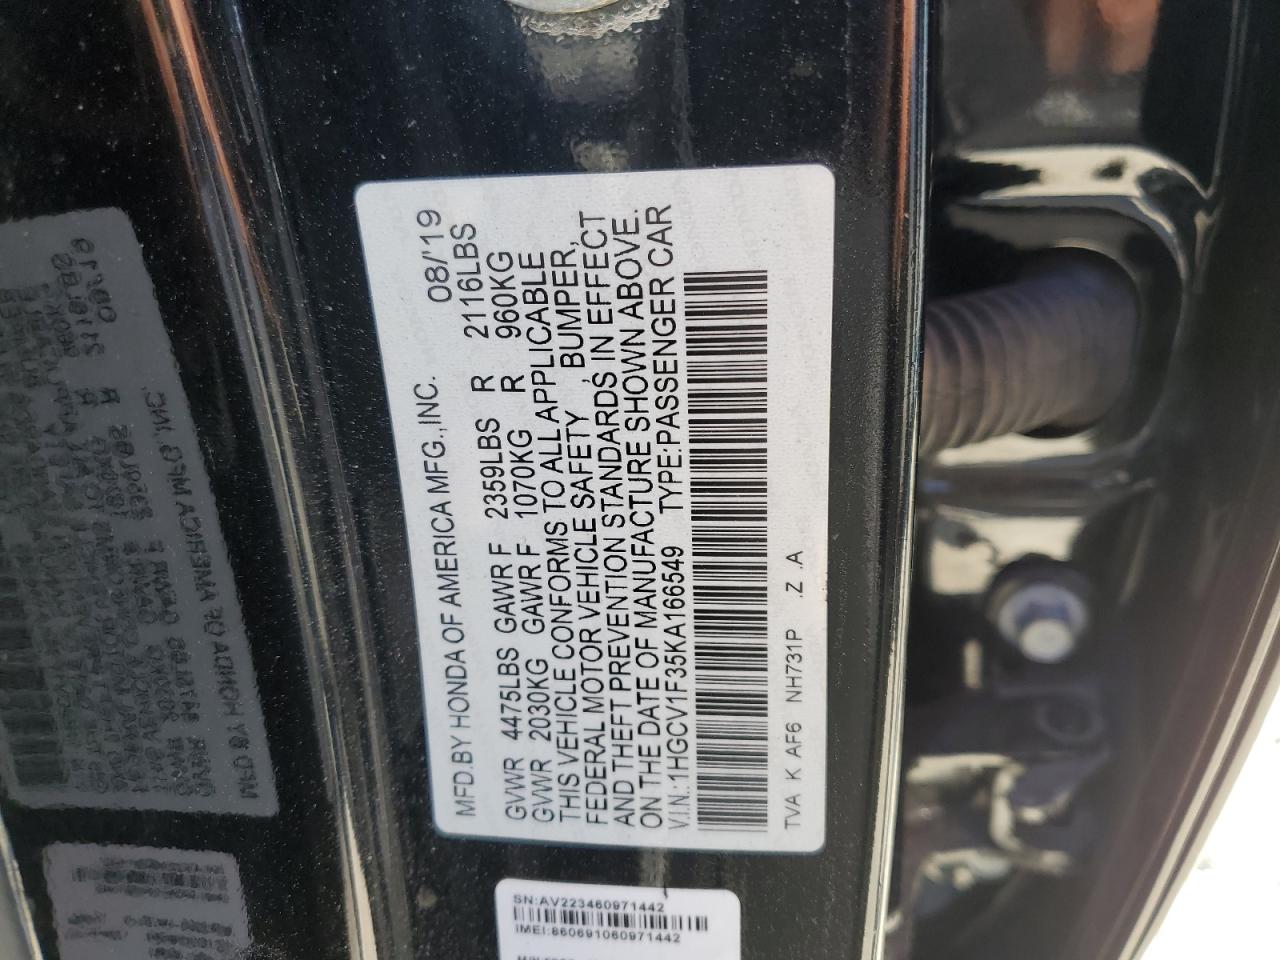 MFD.BY HONDA OF AMERICA MFG.,INC. 08/'19
GVWR 4475LBS GAWR F 2359LBS R 2116LBS
GVWR 2030KG GAWR F 1070KG R 960KG
THIS VEHICLE CONFORMS TO ALL APPLICABLE
FEDERAL MOTOR VEHICLE SAFETY, BUMPER,
AND THEFT PREVENTION STANDARDS IN EFFECT
ON THE DATE OF MANUFACTURE SHOWN ABOVE.
V.I.N.:1HGCV1F35KA166549 TYPE:PASSENGER CAR
TVA K AF6 NH731P .Z .A
SN:AV223460971442
IMEI:860691060971442